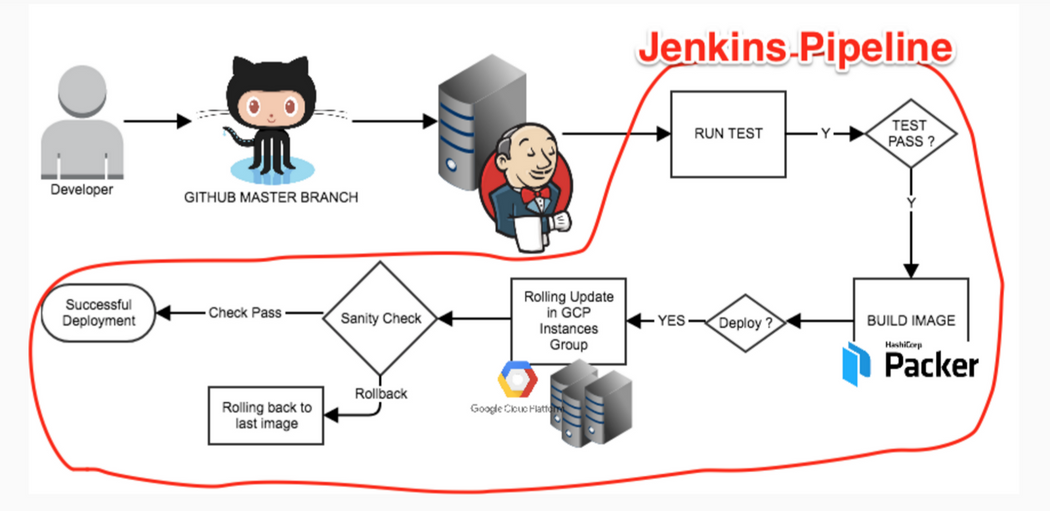 Jenkins-Pipeline
Developer
GITHUB MASTER BRANCH
RUN TEST
Y
TEST
PASS ?
Y
BUILD IMAGE
HashiCorp
Packer
Deploy ?
YES
Rolling Update
in GCP
Instances
Group
Google Cloud Platform
Sanity Check
Check Pass
Successful
Deployment
Rollback
Rolling back to
last image